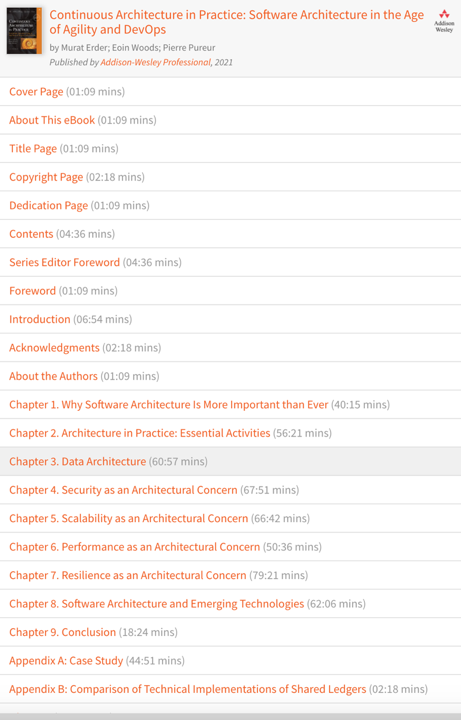 Continuous Architecture in Practice: Software Architecture in the Age
of Agility and DevOps
by Murat Erder; Eoin Woods; Pierre Pureur
Published by Addison-Wesley Professional, 2021
Addison
Wesley
Cover Page (01:09 mins)
About This eBook (01:09 mins)
Title Page (01:09 mins)
Copyright Page (02:18 mins)
Dedication Page (01:09 mins)
Contents (04:36 mins)
Series Editor Foreword (04:36 mins)
Foreword (01:09 mins)
Introduction (06:54 mins)
Acknowledgments (02:18 mins)
About the Authors (01:09 mins)
Chapter 1. Why Software Architecture Is More Important than Ever (40:15 mins)
Chapter 2. Architecture in Practice: Essential Activities (56:21 mins)
Chapter 3. Data Architecture (60:57 mins)
Chapter 4. Security as an Architectural Concern (67:51 mins)
Chapter 5. Scalability as an Architectural Concern (66:42 mins)
Chapter 6. Performance as an Architectural Concern (50:36 mins)
Chapter 7. Resilience as an Architectural Concern (79:21 mins)
Chapter 8. Software Architecture and Emerging Technologies (62:06 mins)
Chapter 9. Conclusion (18:24 mins)
Appendix A: Case Study (44:51 mins)
Appendix B: Comparison of Technical Implementations of Shared Ledgers (02:18 mins)